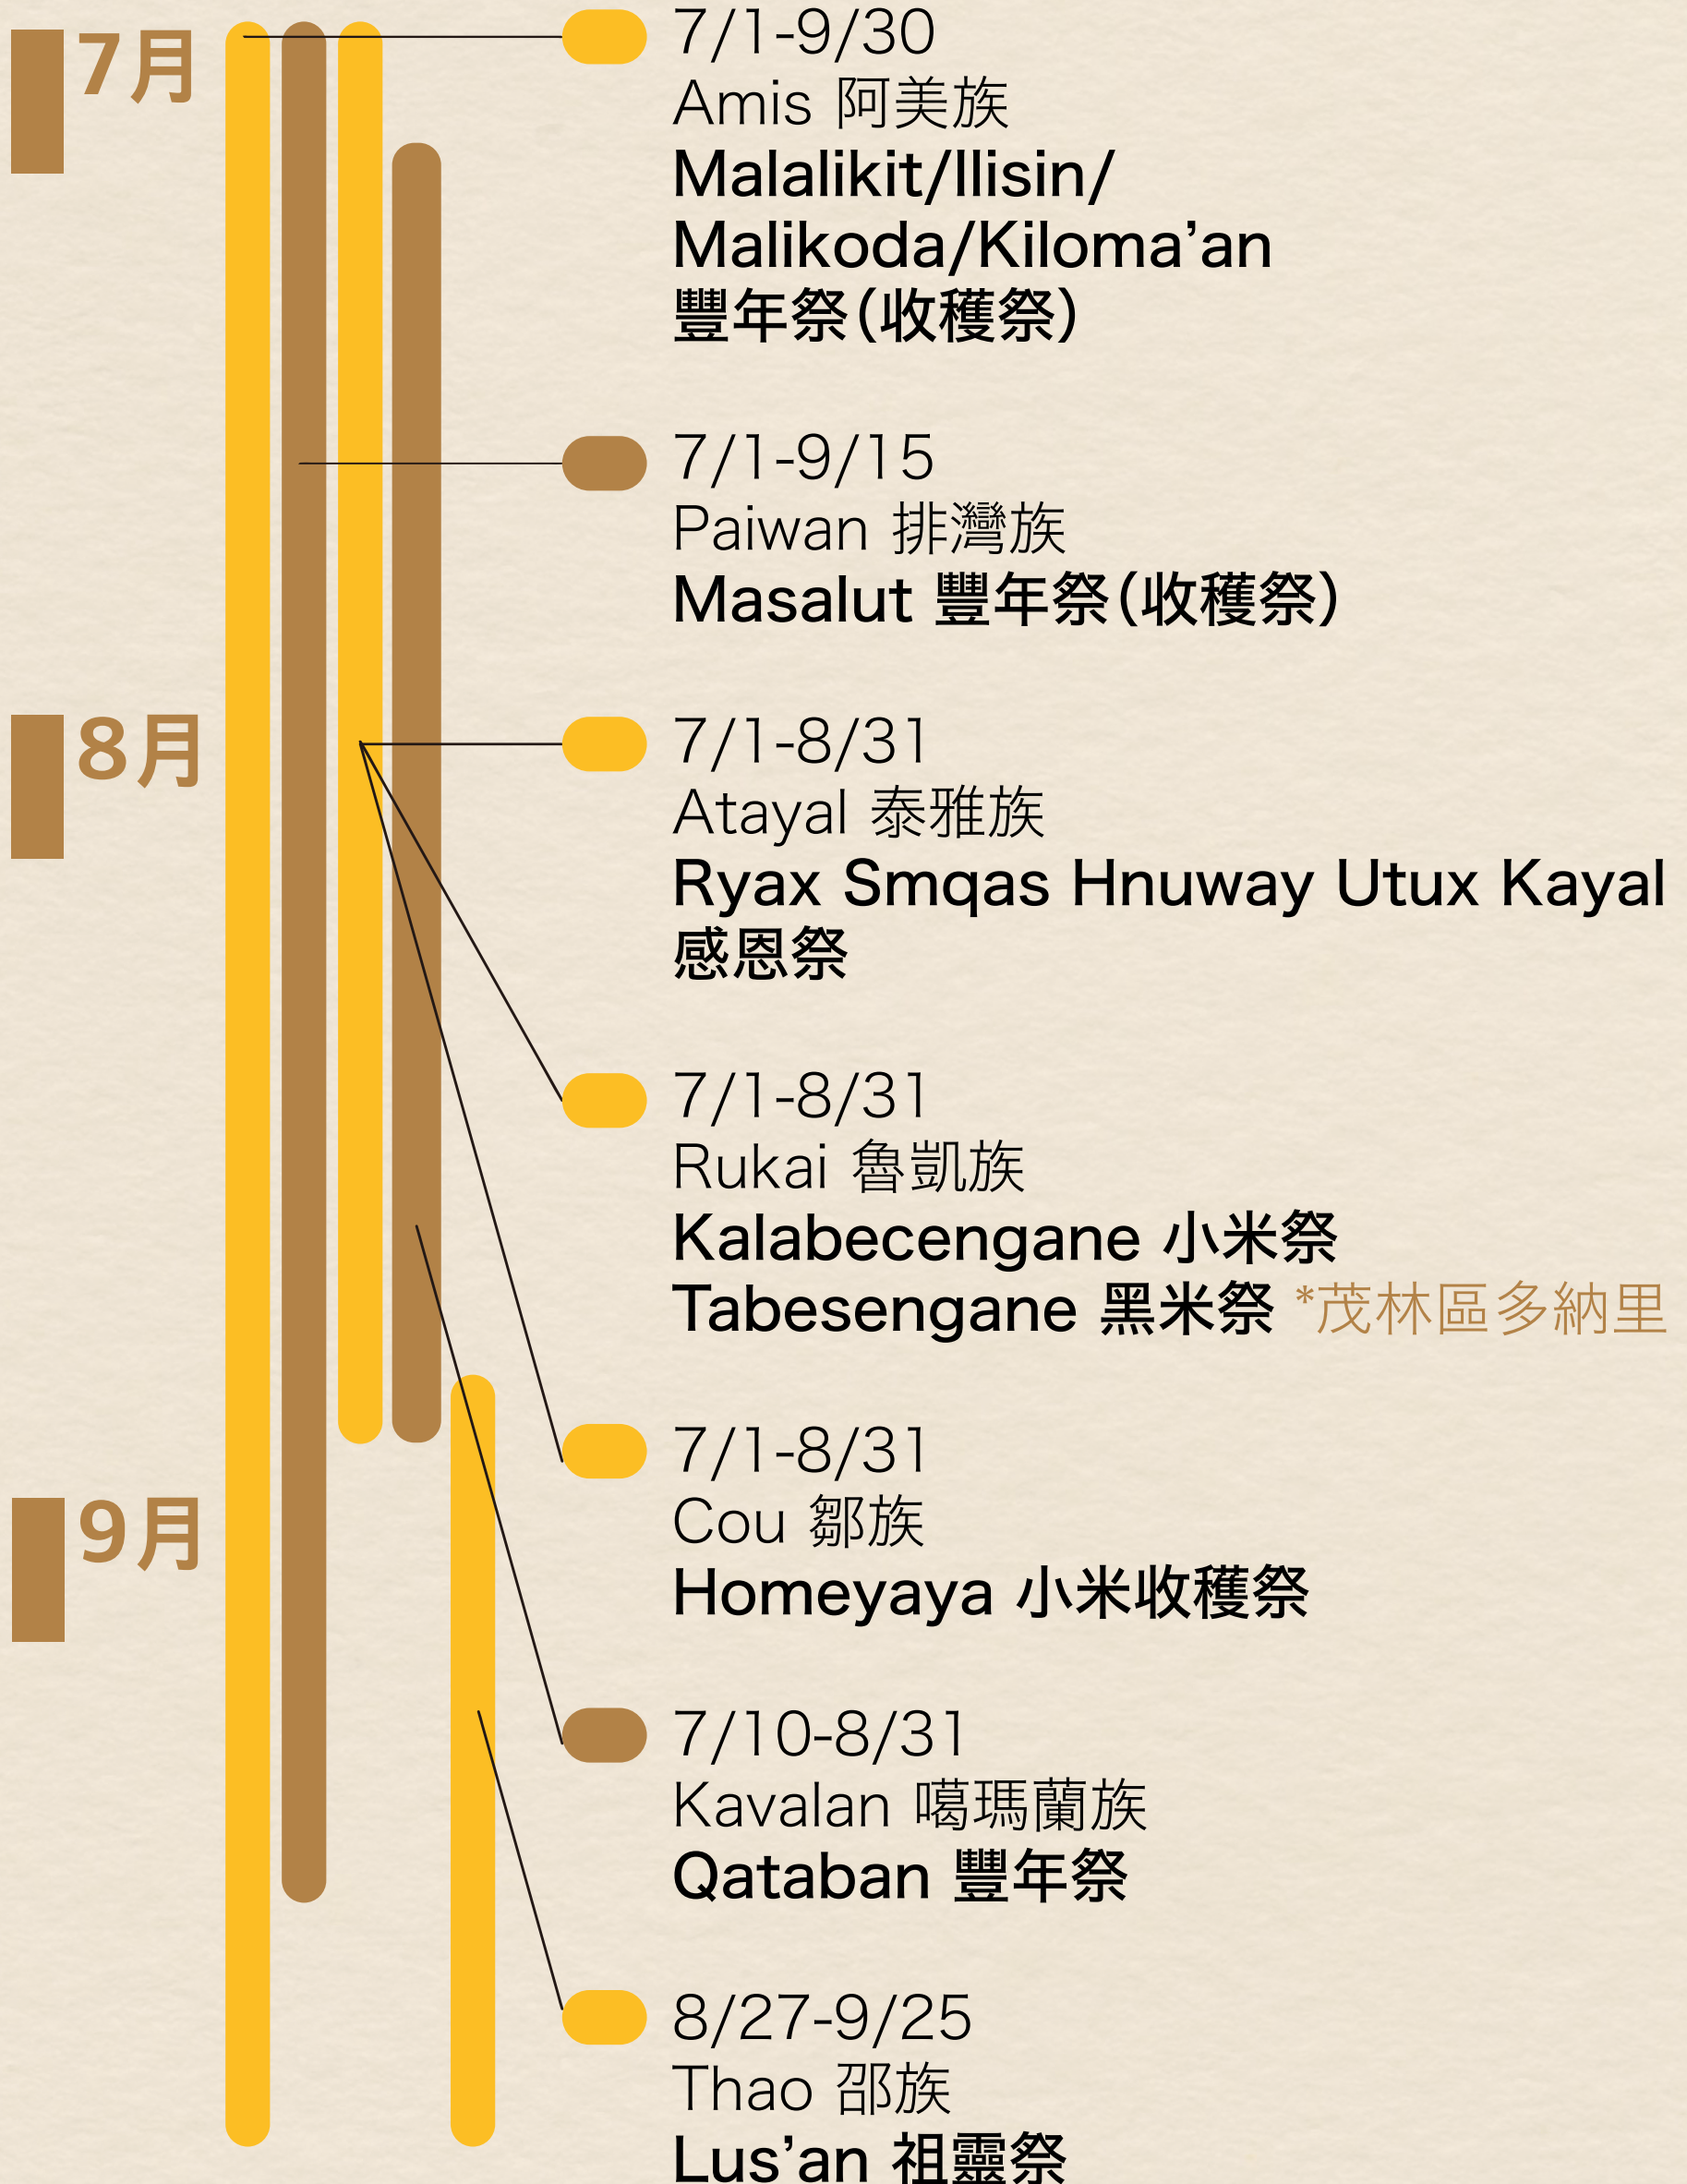 7月
7/1-9/30
Amis 阿美族
Malalikit/Ilisin/
Malikoda/Kiloma’an
豐年祭(收穫祭)
7/1-9/15
Paiwan 排灣族
Masalut 豐年祭(收穫祭)
8月
7/1-8/31
Atayal 泰雅族
Ryax Smqas Hnuway Utux Kayal
感恩祭
7/1-8/31
Rukai 魯凱族
Kalabecengane 小米祭
Tabesengane 黑米祭 *茂林區多納里
7/1-8/31
Cou 鄒族
Homeyaya 小米收穫祭
9月
7/10-8/31
Kavalan 噶瑪蘭族
Qataban 豐年祭
8/27-9/25
Thao 邵族
Lus’an 祖靈祭